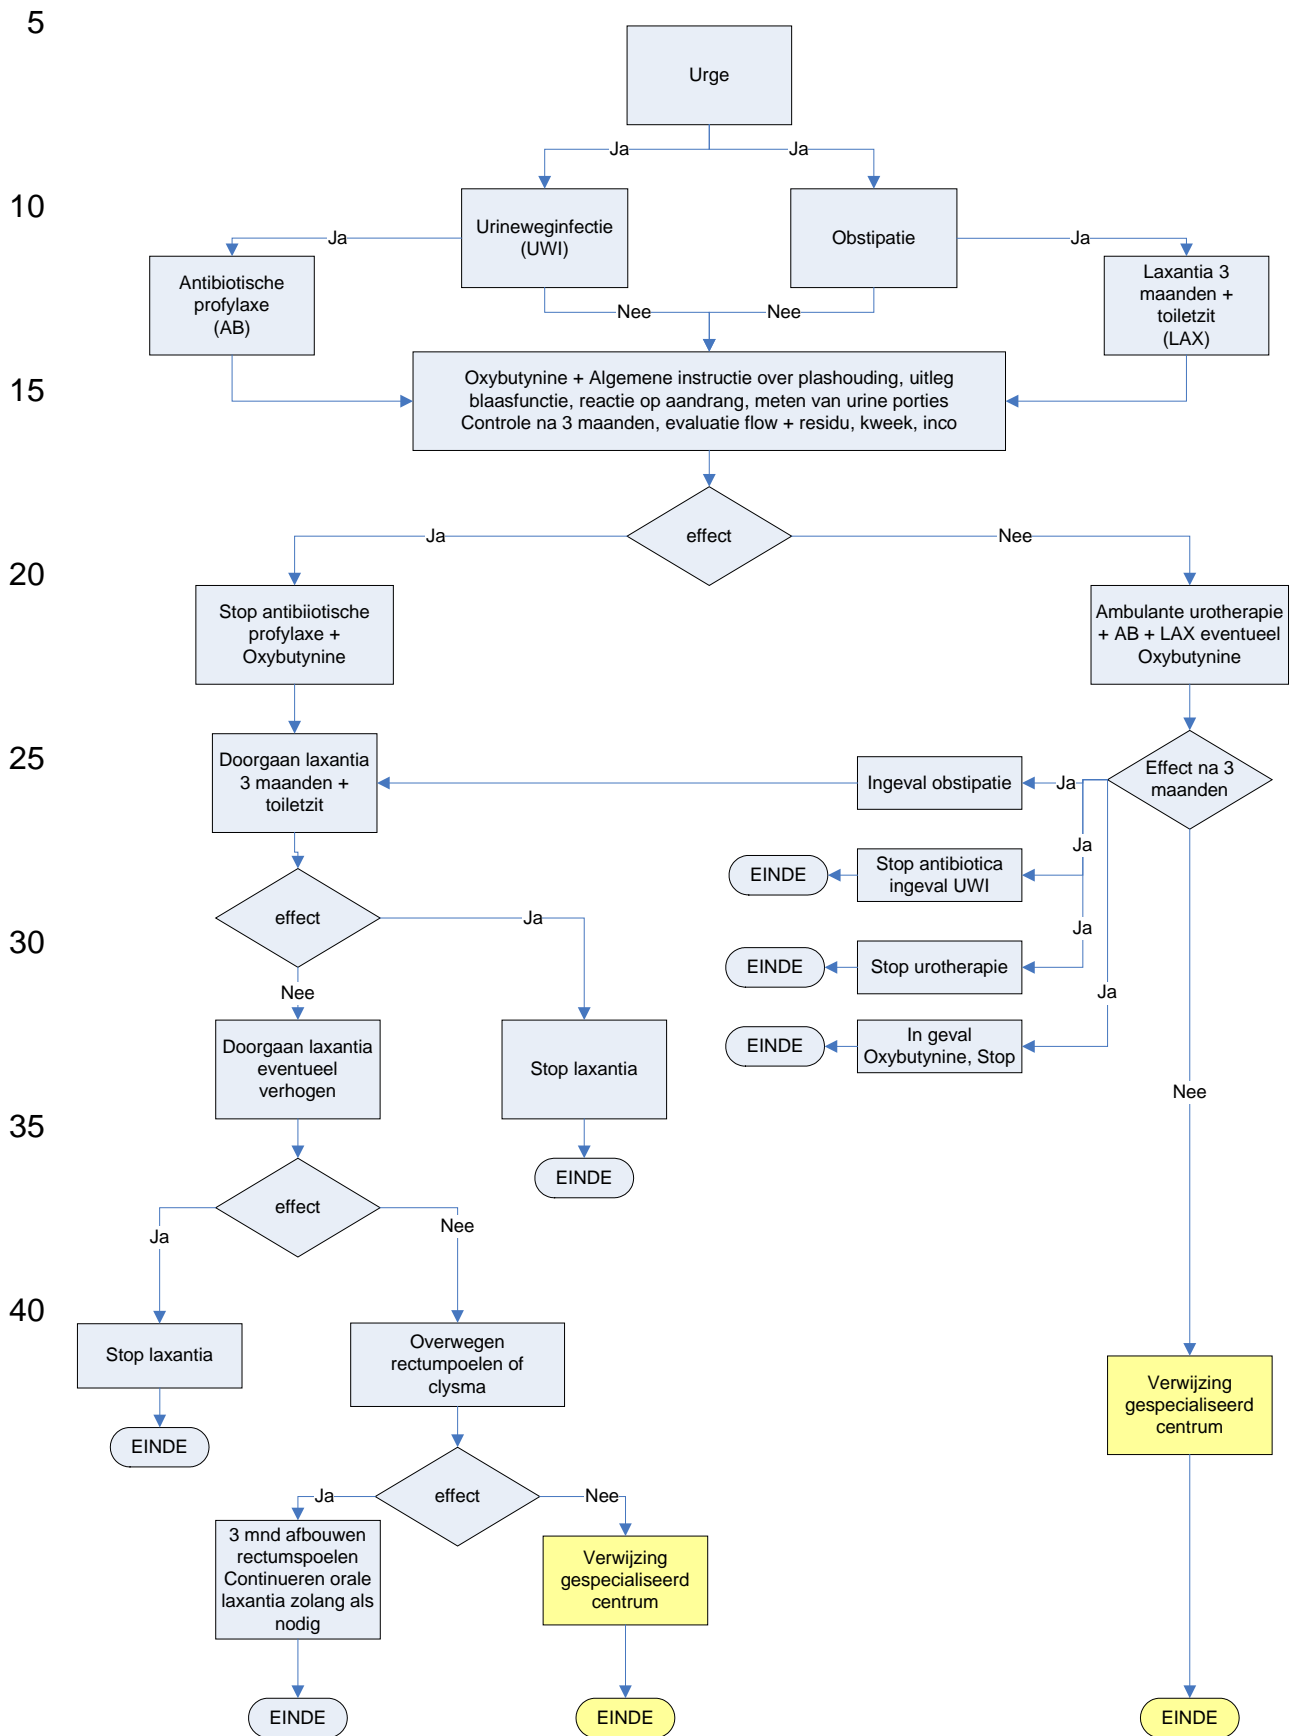 5
Urge
Ja
Ja
10
Urineweginfectie
(UWI)
Obstipatie
Ja
Ja
Antibiotische
profylaxe
(AB)
Laxantia 3
maanden +
toiletzit
(LAX)
Nee
Nee
15
Oxybutynine + Algemene instructie over plashouding, uitleg
blaasfunctie, reactie op aandrang, meten van urine porties
Controle na 3 maanden, evaluatie flow + residu, kweek, inco
effect
Ja
Nee
20
Stop antibiiotische
profylaxe +
Oxybutynine
Ambulante urotherapie
+ AB + LAX eventueel
Oxybutynine
25
Doorgaan laxantia
3 maanden +
toiletzit
Ingeval obstipatie
Ja
Effect na 3
maanden
Ja
EINDE
Stop antibiotica
ingeval UWI
effect
Ja
Ja
30
EINDE
Stop urotherapie
Nee
Ja
Doorgaan laxantia
eventueel
verhogen
Stop laxantia
EINDE
In geval
Oxybutynine, Stop
Nee
35
EINDE
effect
Ja
Nee
40
Stop laxantia
Overwegen
rectumpoelen of
clysma
Verwijzing
gespecialiseerd
centrum
EINDE
effect
Ja
Nee
3 mnd afbouwen
rectumspoelen
Continueren orale
laxantia zolang als
nodig
Verwijzing
gespecialiseerd
centrum
EINDE
EINDE
EINDE